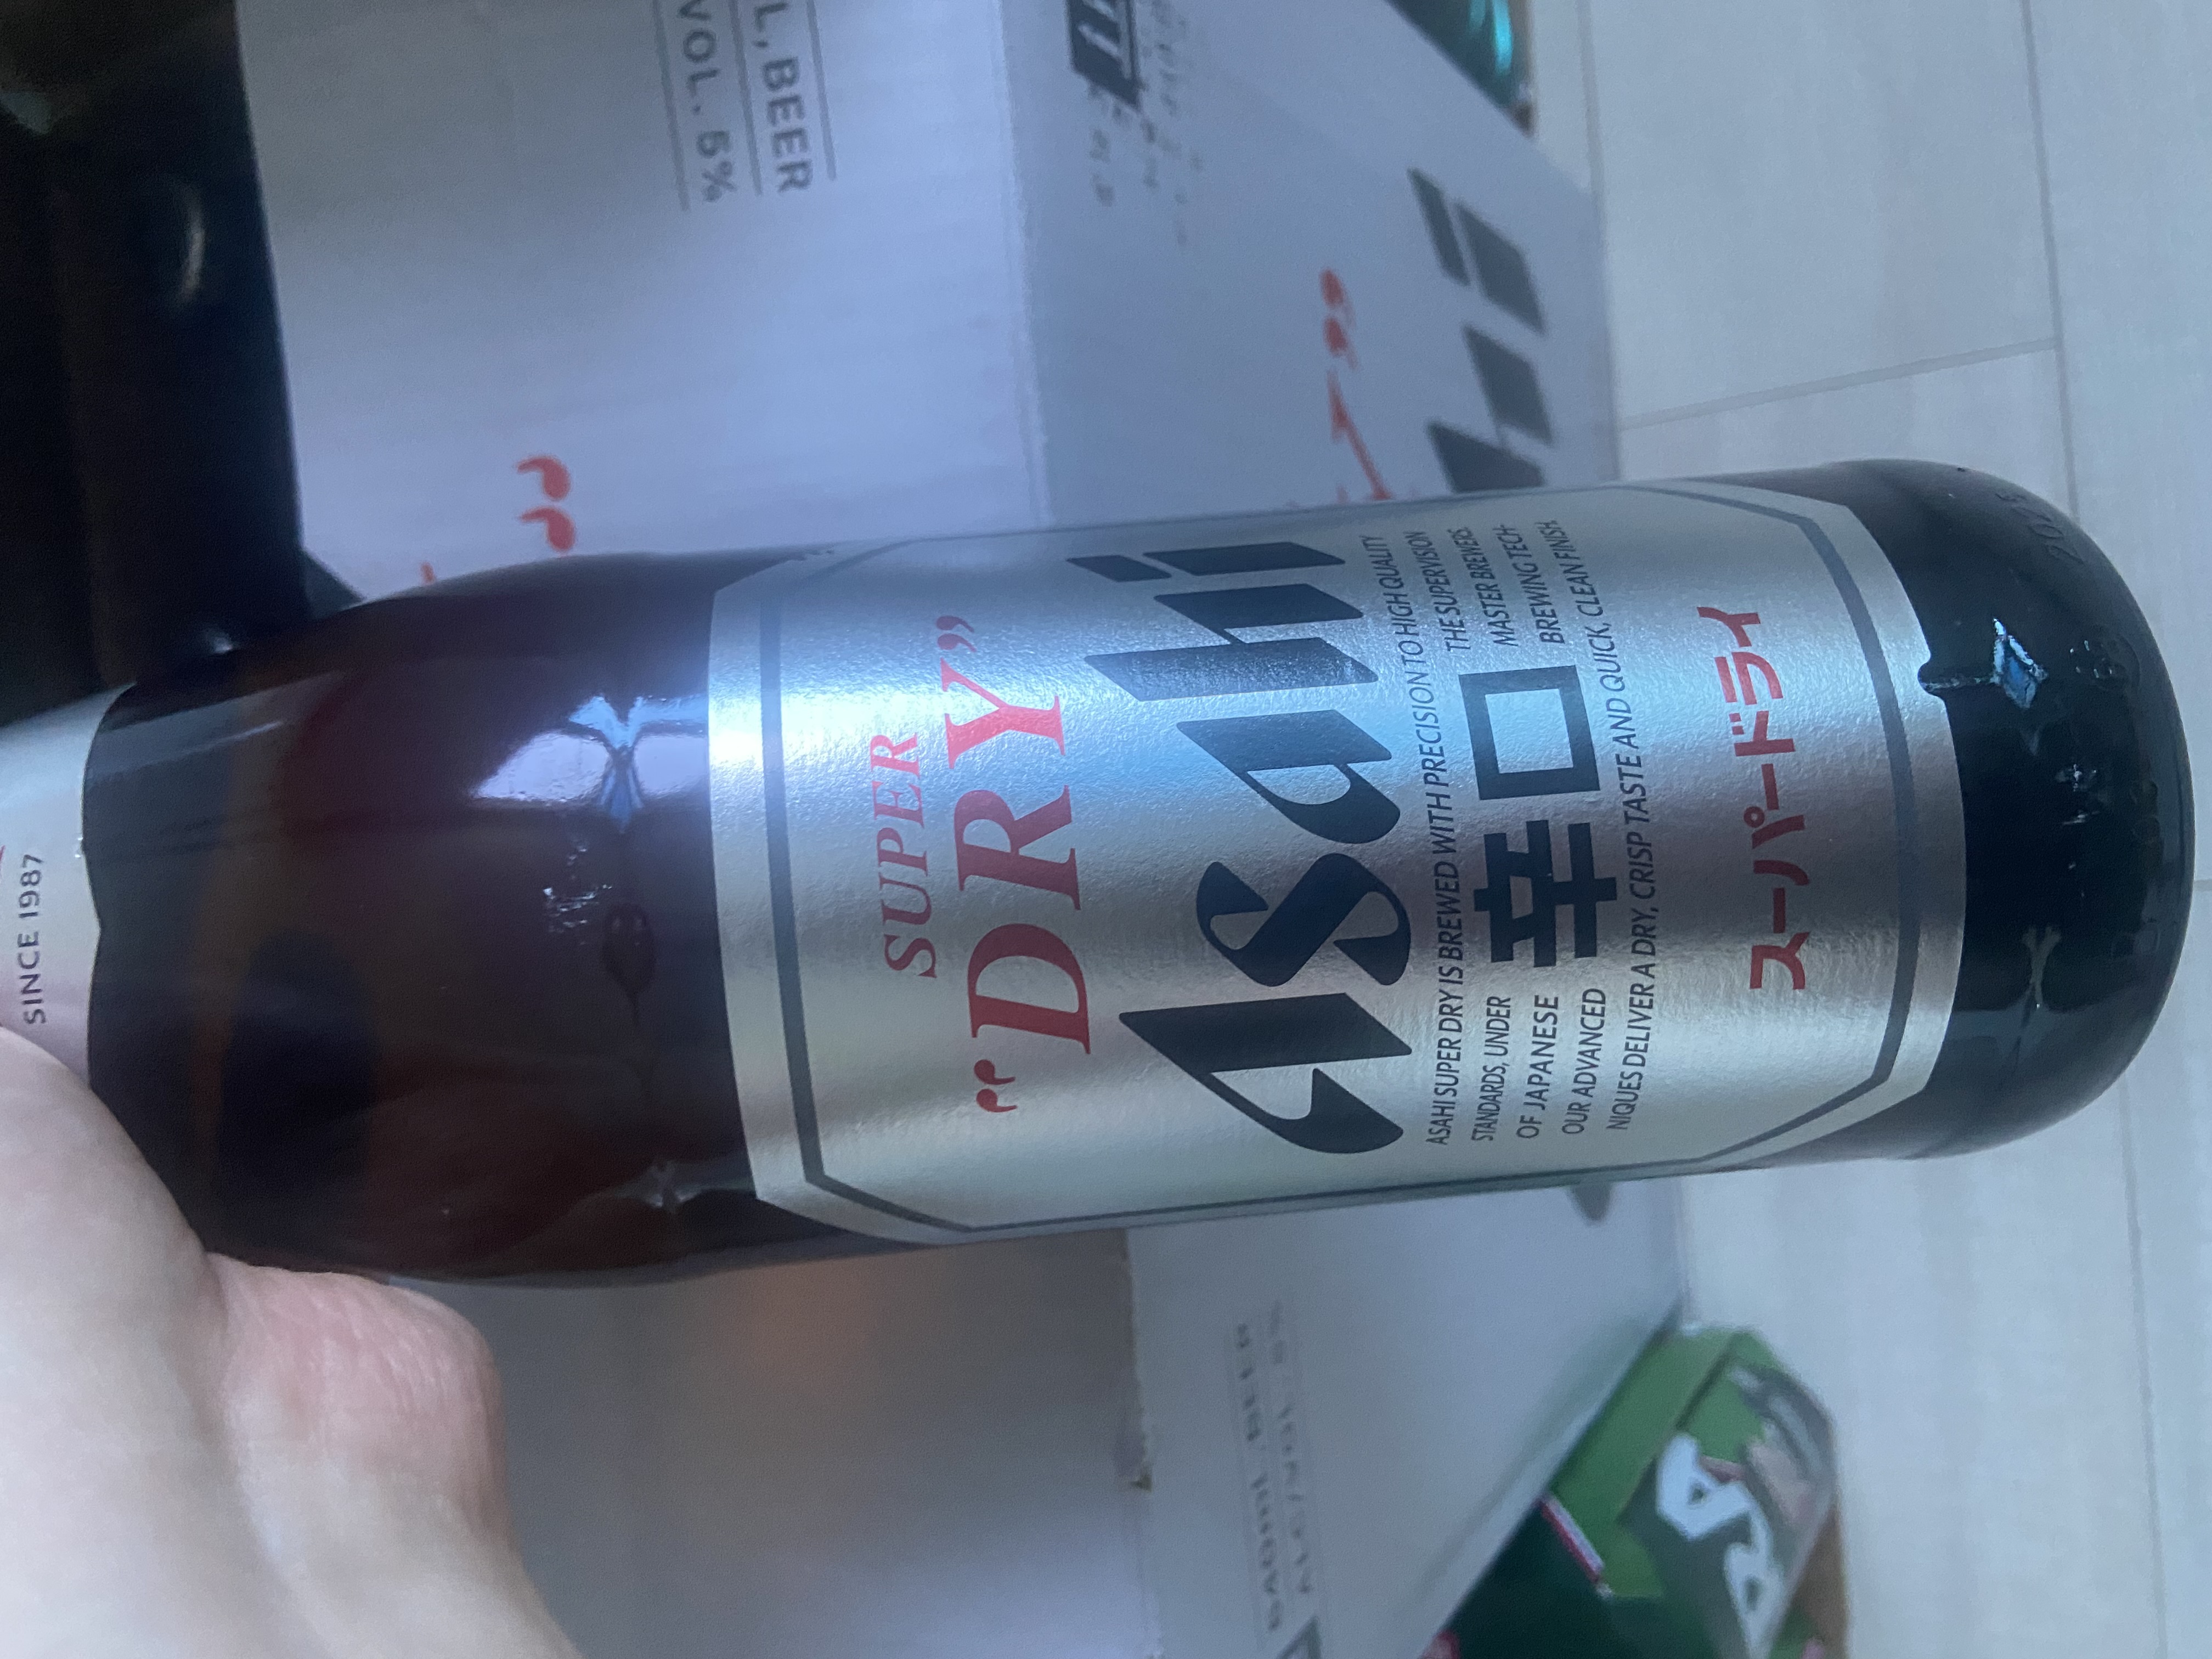 SINCE 1987
SUPER
"DRY"
Asahi
ASAHI SUPER DRY IS BREWED WITH PRECISION TO HIGH QUALITY
STANDARDS, UNDER THE SUPERVISION
OF JAPANESE MASTER BREWERS.
OUR ADVANCED BREWING TECH-
NIQUES DELIVER A DRY, CRISP TASTE AND QUICK, CLEAN FINISH
辛口
スーパードライ
L, BEER
VOL. 5%
hi